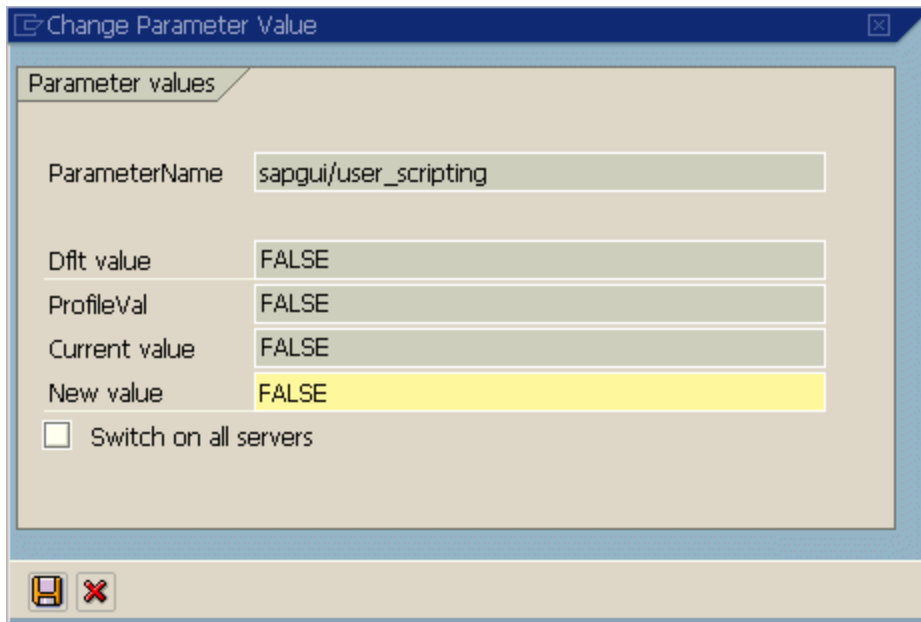 Change Parameter Value
Parameter values
ParameterName sapgui/user_scripting
Dflt value FALSE
ProfileVal FALSE
Current value FALSE
New value FALSE
Switch on all servers